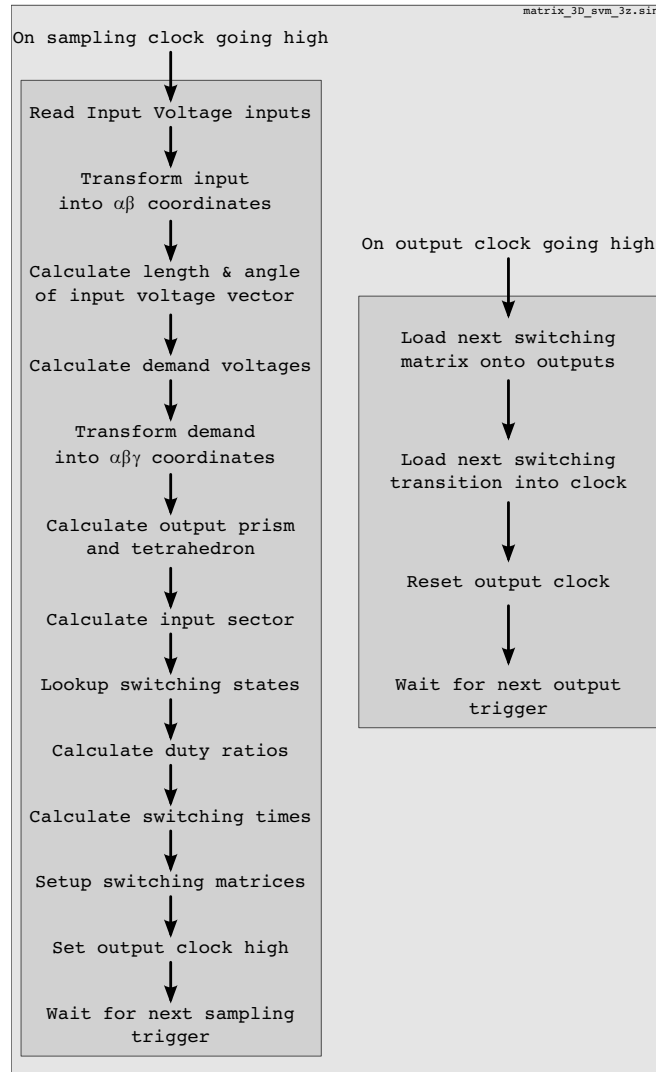 matrix_3D_svm_3z.sin
On sampling clock going high
Read Input Voltage inputs
Transform input
into αβ coordinates
Calculate length & angle
of input voltage vector
Calculate demand voltages
Transform demand
into αβγ coordinates
Calculate output prism
and tetrahedron
Calculate input sector
Lookup switching states
Calculate duty ratios
Calculate switching times
Setup switching matrices
Set output clock high
Wait for next sampling
trigger
On output clock going high
Load next switching
matrix onto outputs
Load next switching
transition into clock
Reset output clock
Wait for next output
trigger